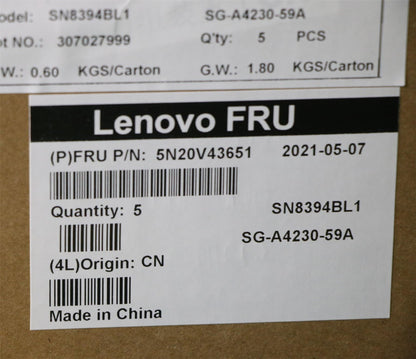 odel: SN8394BL1 SG-A4230-59A
ot NO.: 307027999 Q'ty: 5 PCS
.W.: 0.60 KGS/Carton G.W.: 1.80 KGS/Carton
Lenovo FRU
(P)FRU P/N: 5N20V43651 2021-05-07
Quantity: 5 SN8394BL1
SG-A4230-59A
(4L)Origin: CN
Made in China